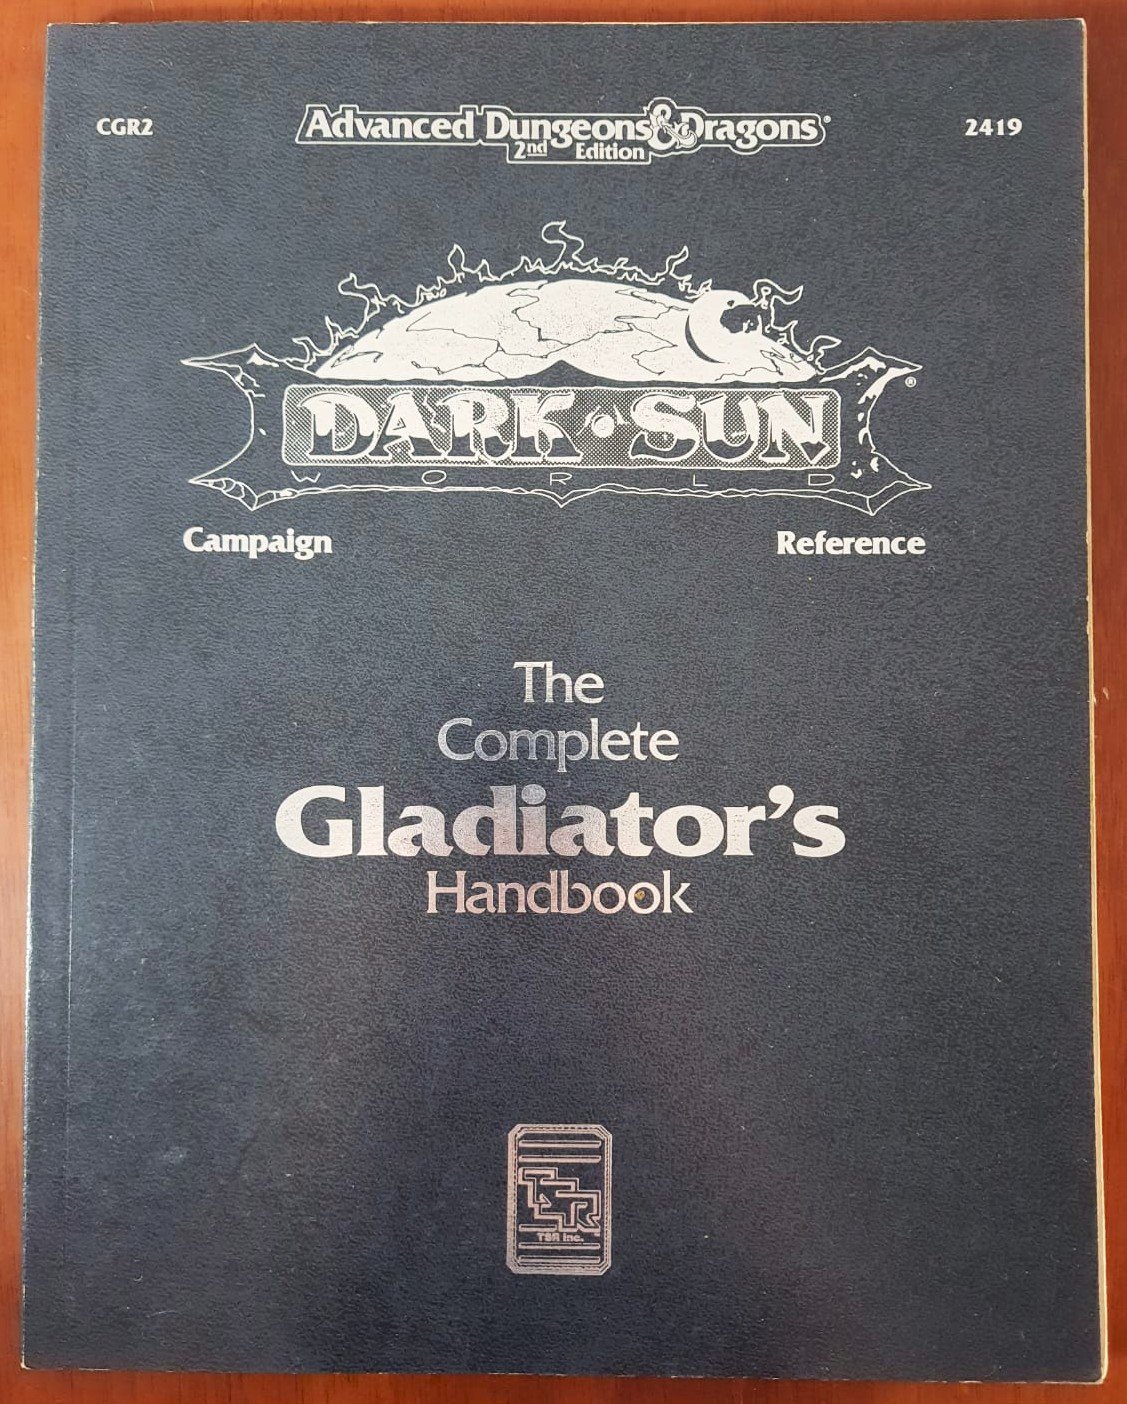 CGR2
Advanced Dungeons & Dragons®
2nd Edition
2419
DARK • SUN®
WORLD
Campaign
Reference
The
Complete
Gladiator's
Handbook
TSR
TSR Inc.™